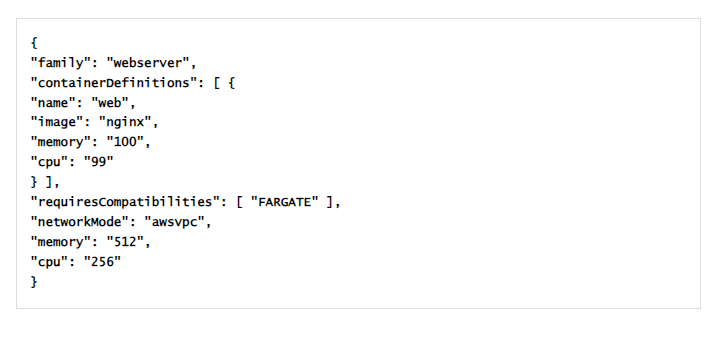 {
"family": "webserver",
"containerDefinitions": [ {
"name": "web",
"image": "nginx",
"memory": "100",
"cpu": "99"
} ],
"requiresCompatibilities": [ "FARGATE" ],
"networkMode": "awsvpc",
"memory": "512",
"cpu": "256"
}